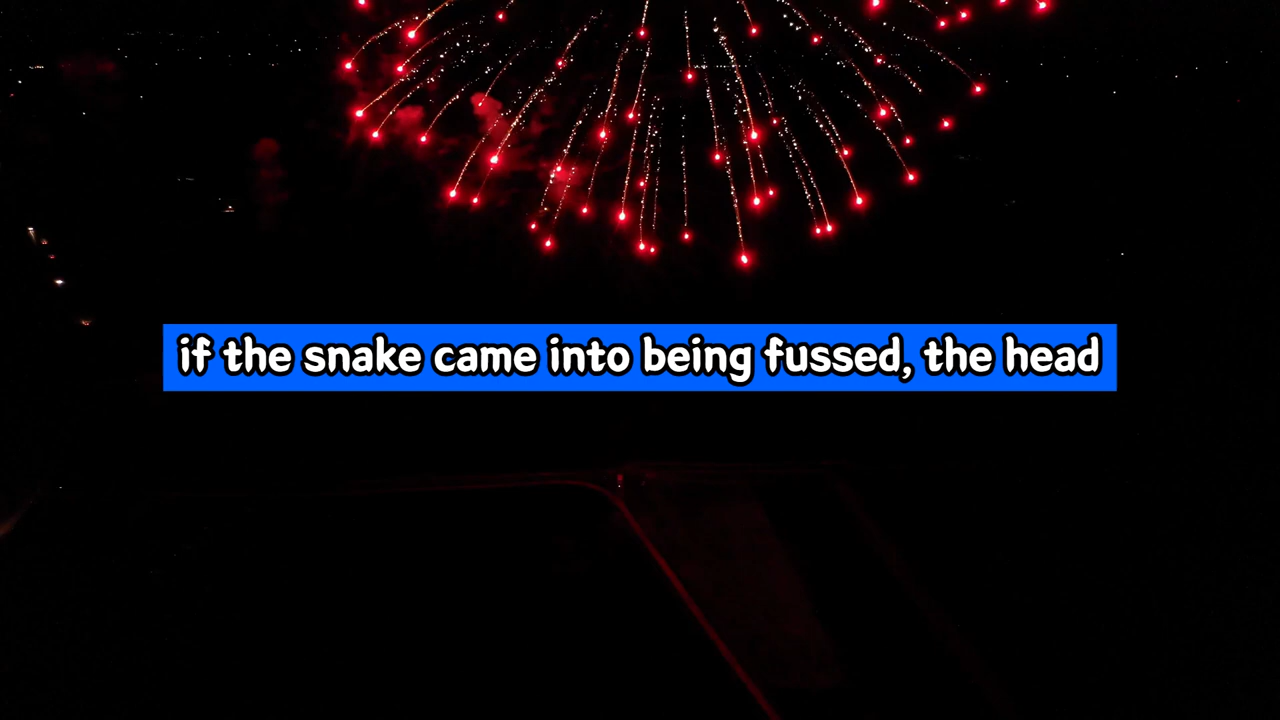 if the snake came into being fussed, the head